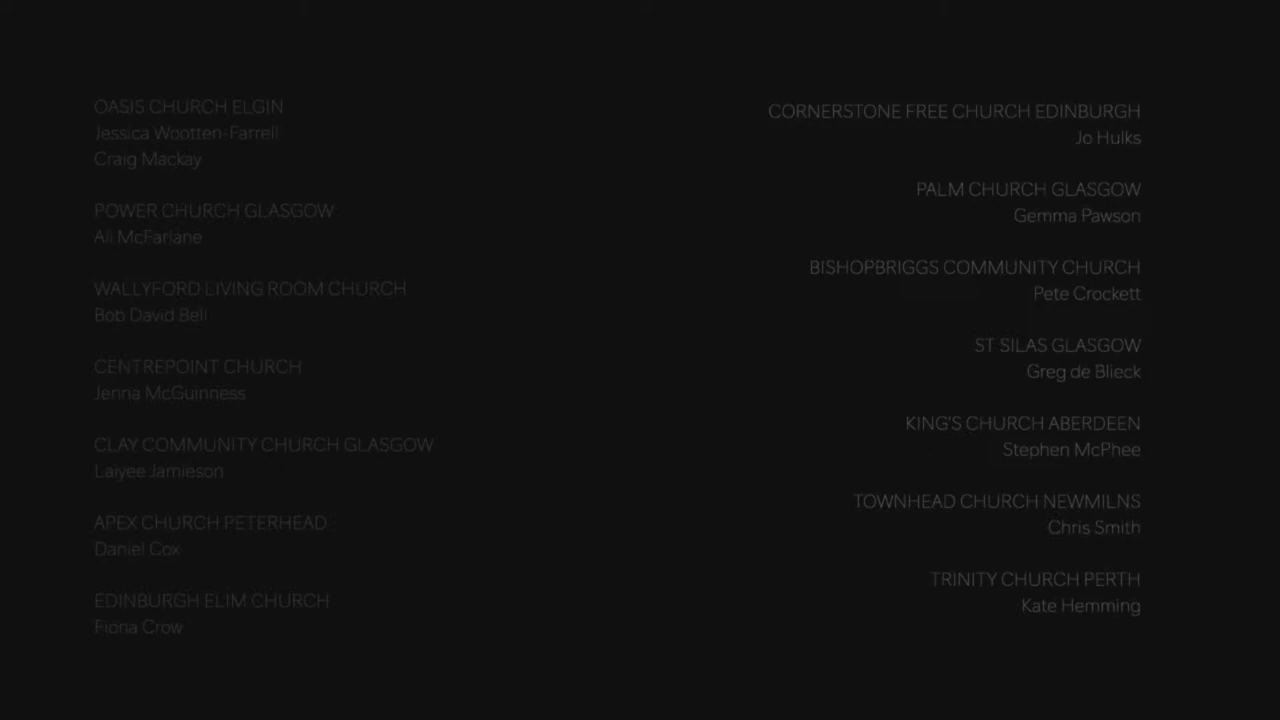 OASIS CHURCH ELGIN
Jessica Wootten-Farrell
Craig Mackay
POWER CHURCH GLASGOW
Ali McFarlane
WALLYFORD LIVING ROOM CHURCH
Bob David Bell
CENTREPOINT CHURCH
Jenna McGuinness
CLAY COMMUNITY CHURCH GLASGOW
Laiyee Jamieson
APEX CHURCH PETERHEAD
Daniel Cox
EDINBURGH ELIM CHURCH
Fiona Crow
CORNERSTONE FREE CHURCH EDINBURGH
Jo Hulks
PALM CHURCH GLASGOW
Gemma Pawson
BISHOPBRIGGS COMMUNITY CHURCH
Pete Crockett
ST SILAS GLASGOW
Greg de Blieck
KING'S CHURCH ABERDEEN
Stephen McPhee
TOWNHEAD CHURCH NEWMILNS
Chris Smith
TRINITY CHURCH PERTH
Kate Hemming